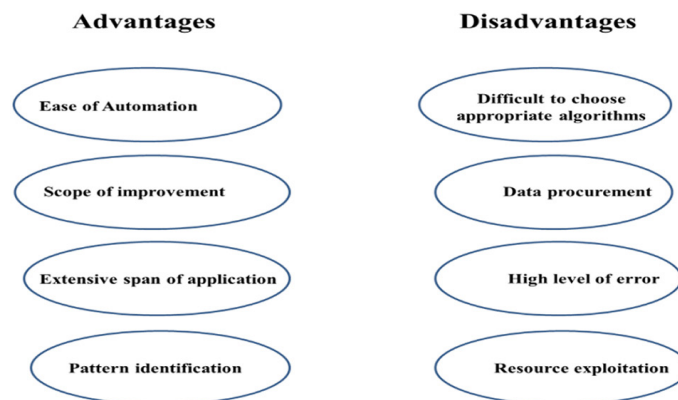 Advantages
Disadvantages
Ease of Automation
Difficult to choose
appropriate algorithms
Scope of improvement
Data procurement
Extensive span of application
High level of error
Pattern identification
Resource exploitation